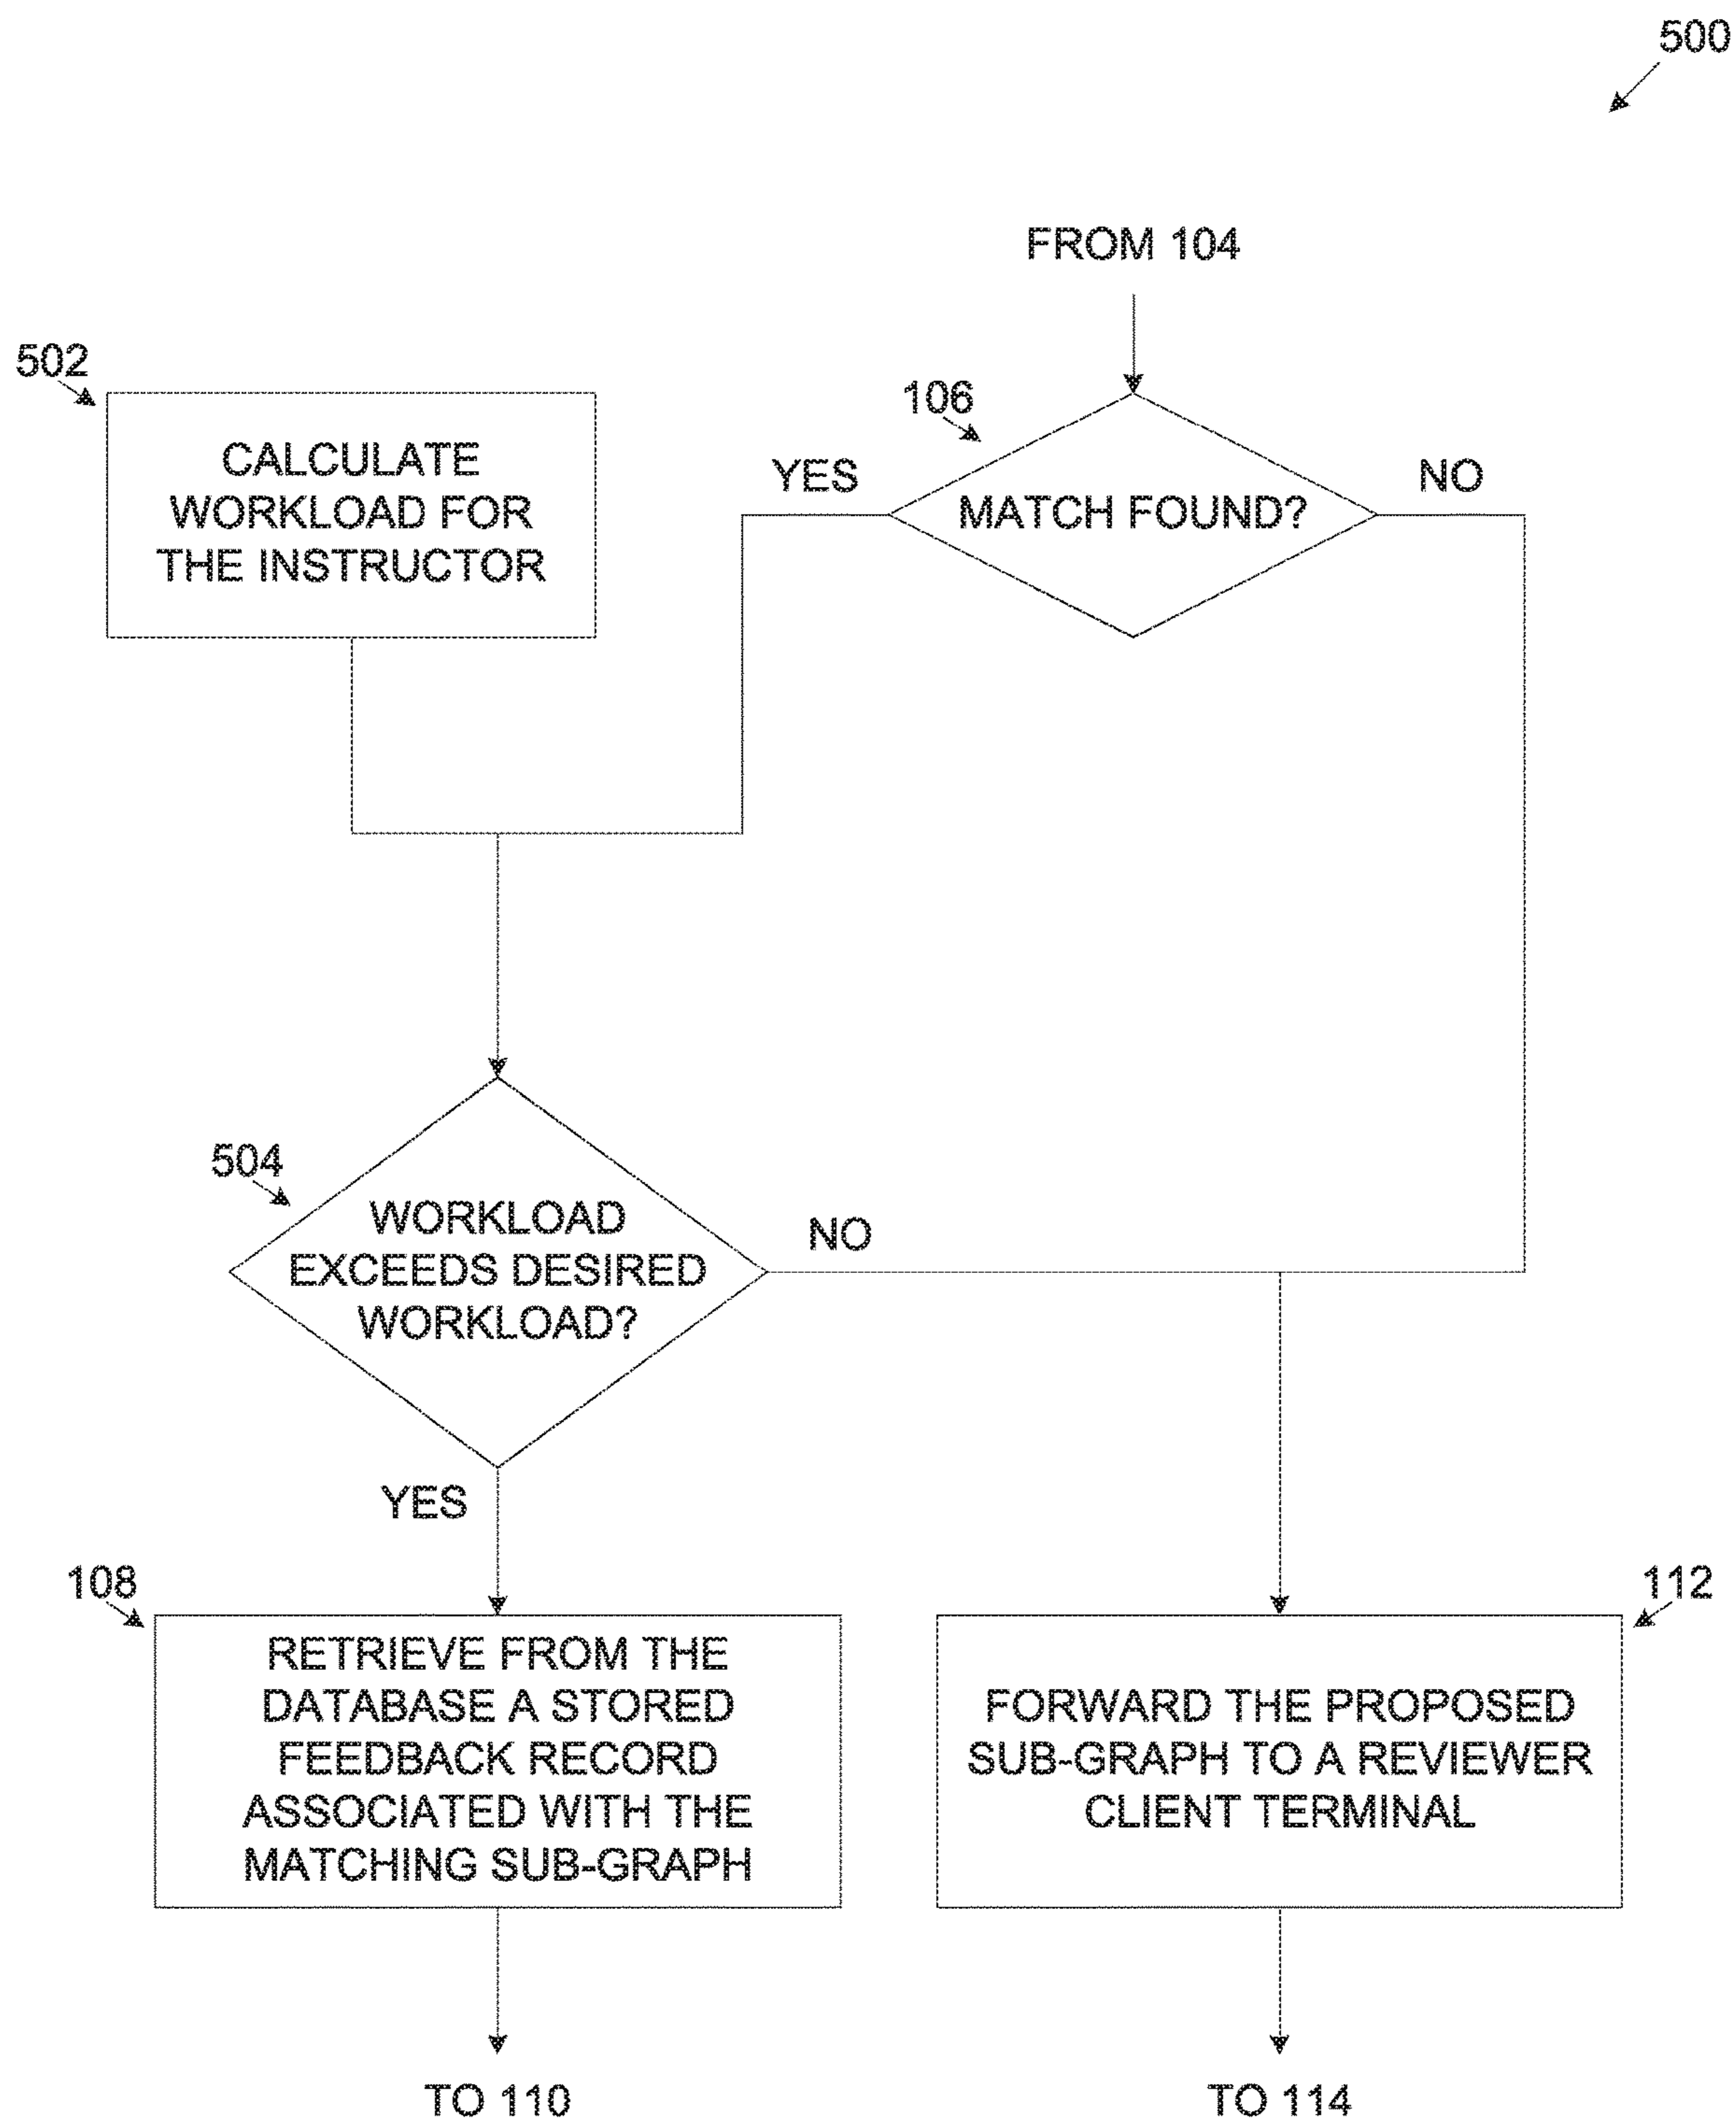 500
FROM 104
502
CALCULATE
WORKLOAD FOR
THE INSTRUCTOR
106
YES
MATCH FOUND?
NO
504
WORKLOAD
EXCEEDS DESIRED
WORKLOAD?
NO
YES
108
RETRIEVE FROM THE
DATABASE A STORED
FEEDBACK RECORD
ASSOCIATED WITH THE
MATCHING SUB-GRAPH
112
FORWARD THE PROPOSED
SUB-GRAPH TO A REVIEWER
CLIENT TERMINAL
TO 110
TO 114